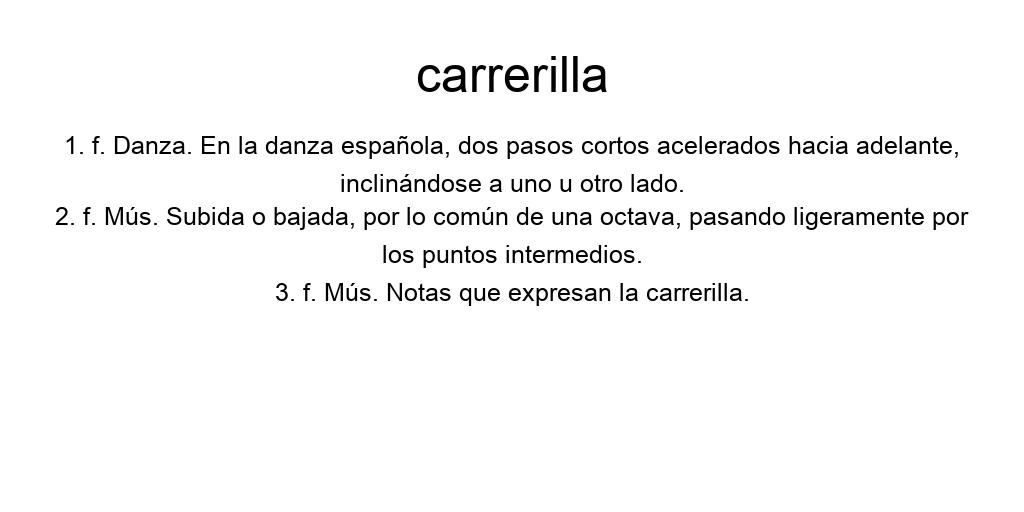 carrerilla
1. f. Danza. En la danza española, dos pasos cortos acelerados hacia adelante,
inclinándose a uno u otro lado.
2. f. Mús. Subida o bajada, por lo común de una octava, pasando ligeramente por
los puntos intermedios.
3. f. Mús. Notas que expresan la carrerilla.